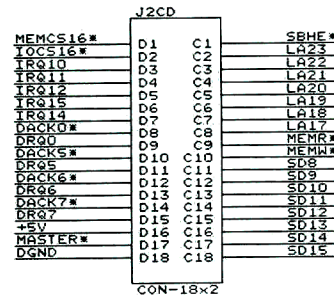 J2CD
MEMCS16* D1 C1 SBHE*
IOCS16* D2 C2 LA23
IRQ10 D3 C3 LA22
IRQ11 D4 C4 LA21
IRQ12 D5 C5 LA20
IRQ15 D6 C6 LA19
IRQ14 D7 C7 LA18
DACK0* D8 C8 LA17
DRQ0 D9 C9 MEMR*
DACK5* D10 C10 MEMW*
DRQ5 D11 C11 SD8
DACK6* D12 C12 SD9
DRQ6 D13 C13 SD10
DACK7* D14 C14 SD11
DRQ7 D15 C15 SD12
+5V D16 C16 SD13
MASTER* D17 C17 SD14
DGND D18 C18 SD15
CON-18x2